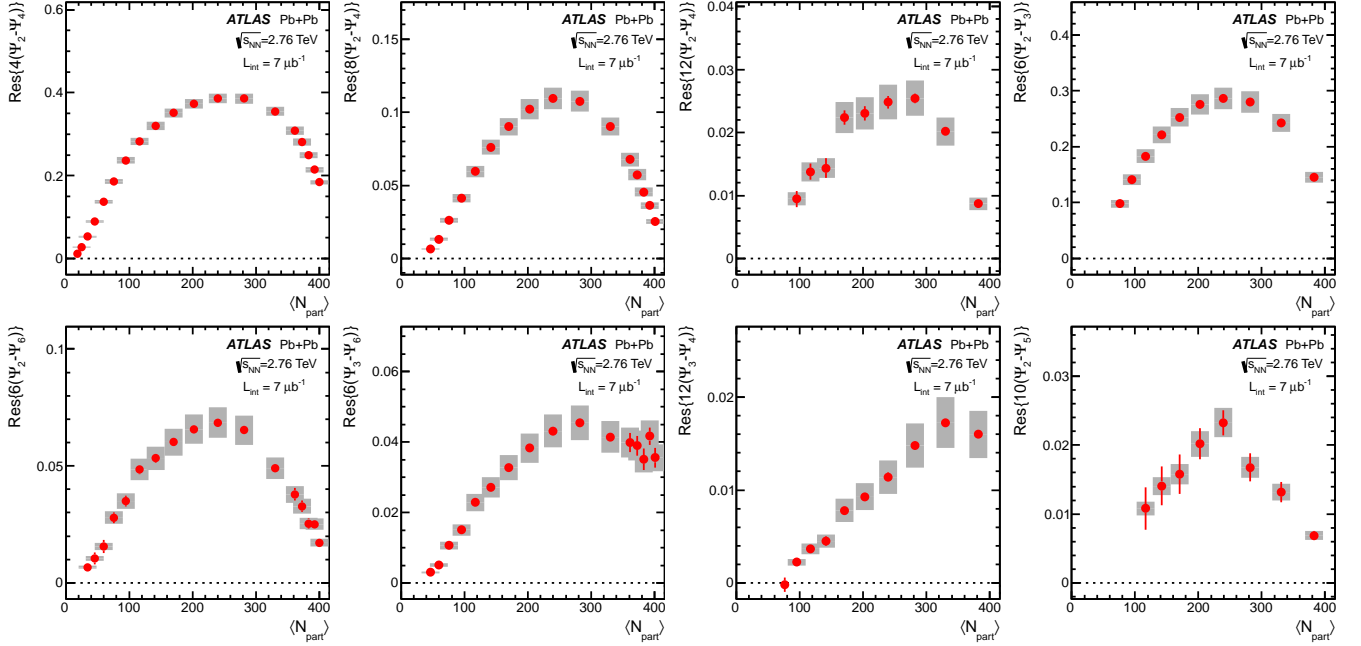 Res{4(Ψ2-Ψ4)}
0.6
0.4
0.2
0
ATLAS Pb+Pb
√sNN=2.76 TeV
Lint = 7 μb-1
0 100 200 300 400
⟨Npart⟩
Res{8(Ψ2-Ψ4)}
0.15
0.1
0.05
0
ATLAS Pb+Pb
√sNN=2.76 TeV
Lint = 7 μb-1
0 100 200 300 400
⟨Npart⟩
Res{12(Ψ2-Ψ4)}
0.04
0.03
0.02
0.01
0
ATLAS Pb+Pb
√sNN=2.76 TeV
Lint = 7 μb-1
0 100 200 300 400
⟨Npart⟩
Res{6(Ψ2-Ψ3)}
0.4
0.3
0.2
0.1
0
ATLAS Pb+Pb
√sNN=2.76 TeV
Lint = 7 μb-1
0 100 200 300 400
⟨Npart⟩
Res{6(Ψ2-Ψ6)}
0.1
0.05
0
ATLAS Pb+Pb
√sNN=2.76 TeV
Lint = 7 μb-1
0 100 200 300 400
⟨Npart⟩
Res{6(Ψ3-Ψ6)}
0.06
0.04
0.02
0
ATLAS Pb+Pb
√sNN=2.76 TeV
Lint = 7 μb-1
0 100 200 300 400
⟨Npart⟩
Res{12(Ψ3-Ψ4)}
0.02
0.01
0
ATLAS Pb+Pb
√sNN=2.76 TeV
Lint = 7 μb-1
0 100 200 300 400
⟨Npart⟩
Res{10(Ψ2-Ψ5)}
0.03
0.02
0.01
0
ATLAS Pb+Pb
√sNN=2.76 TeV
Lint = 7 μb-1
0 100 200 300 400
⟨Npart⟩